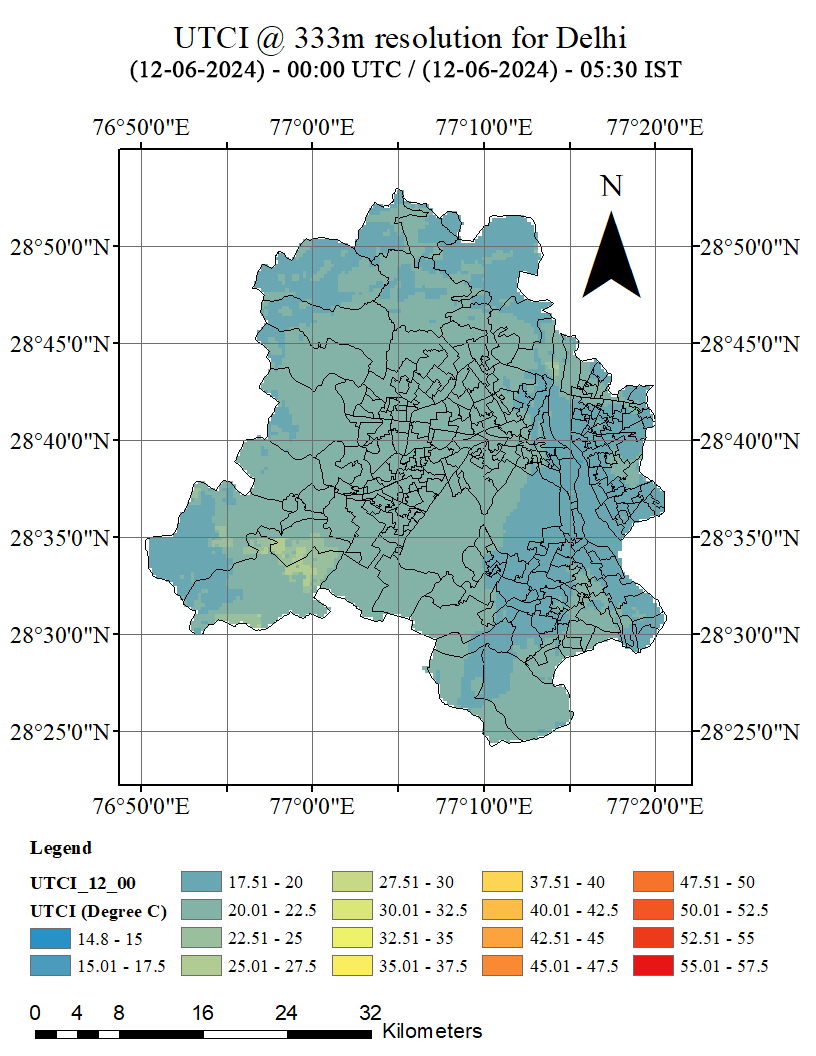 UTCI @ 333m resolution for Delhi
(12-06-2024) - 00:00 UTC / (12-06-2024) - 05:30 IST
76°50'0"E 77°0'0"E 77°10'0"E 77°20'0"E
N
28°50'0"N 28°50'0"N
28°45'0"N 28°45'0"N
28°40'0"N 28°40'0"N
28°35'0"N 28°35'0"N
28°30'0"N 28°30'0"N
28°25'0"N 28°25'0"N
76°50'0"E 77°0'0"E 77°10'0"E 77°20'0"E
Legend
UTCI_12_00 17.51 - 20 27.51 - 30 37.51 - 40 47.51 - 50
UTCI (Degree C) 20.01 - 22.5 30.01 - 32.5 40.01 - 42.5 50.01 - 52.5
14.8 - 15 22.51 - 25 32.51 - 35 42.51 - 45 52.51 - 55
15.01 - 17.5 25.01 - 27.5 35.01 - 37.5 45.01 - 47.5 55.01 - 57.5
0 4 8 16 24 32
Kilometers